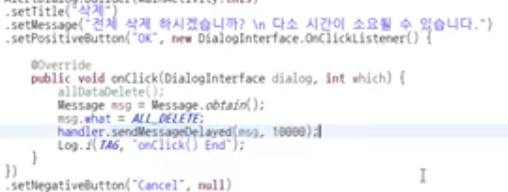 .setTitle("삭제")
.setMessage("전체 삭제 하시겠습니까? \n 다소 시간이 소요될 수 있습니다.")
.setPositiveButton("OK", new DialogInterface.OnClickListener() {
@Override
public void onClick(DialogInterface dialog, int which) {
allDataDelete();
Message msg = Message.obtain();
msg.what = ALL_DELETE;
handler.sendMessageDelayed(msg, 10000);
Log.i(TAG, "onClick() End");
}
})
.setNegativeButton("Cancel", null)